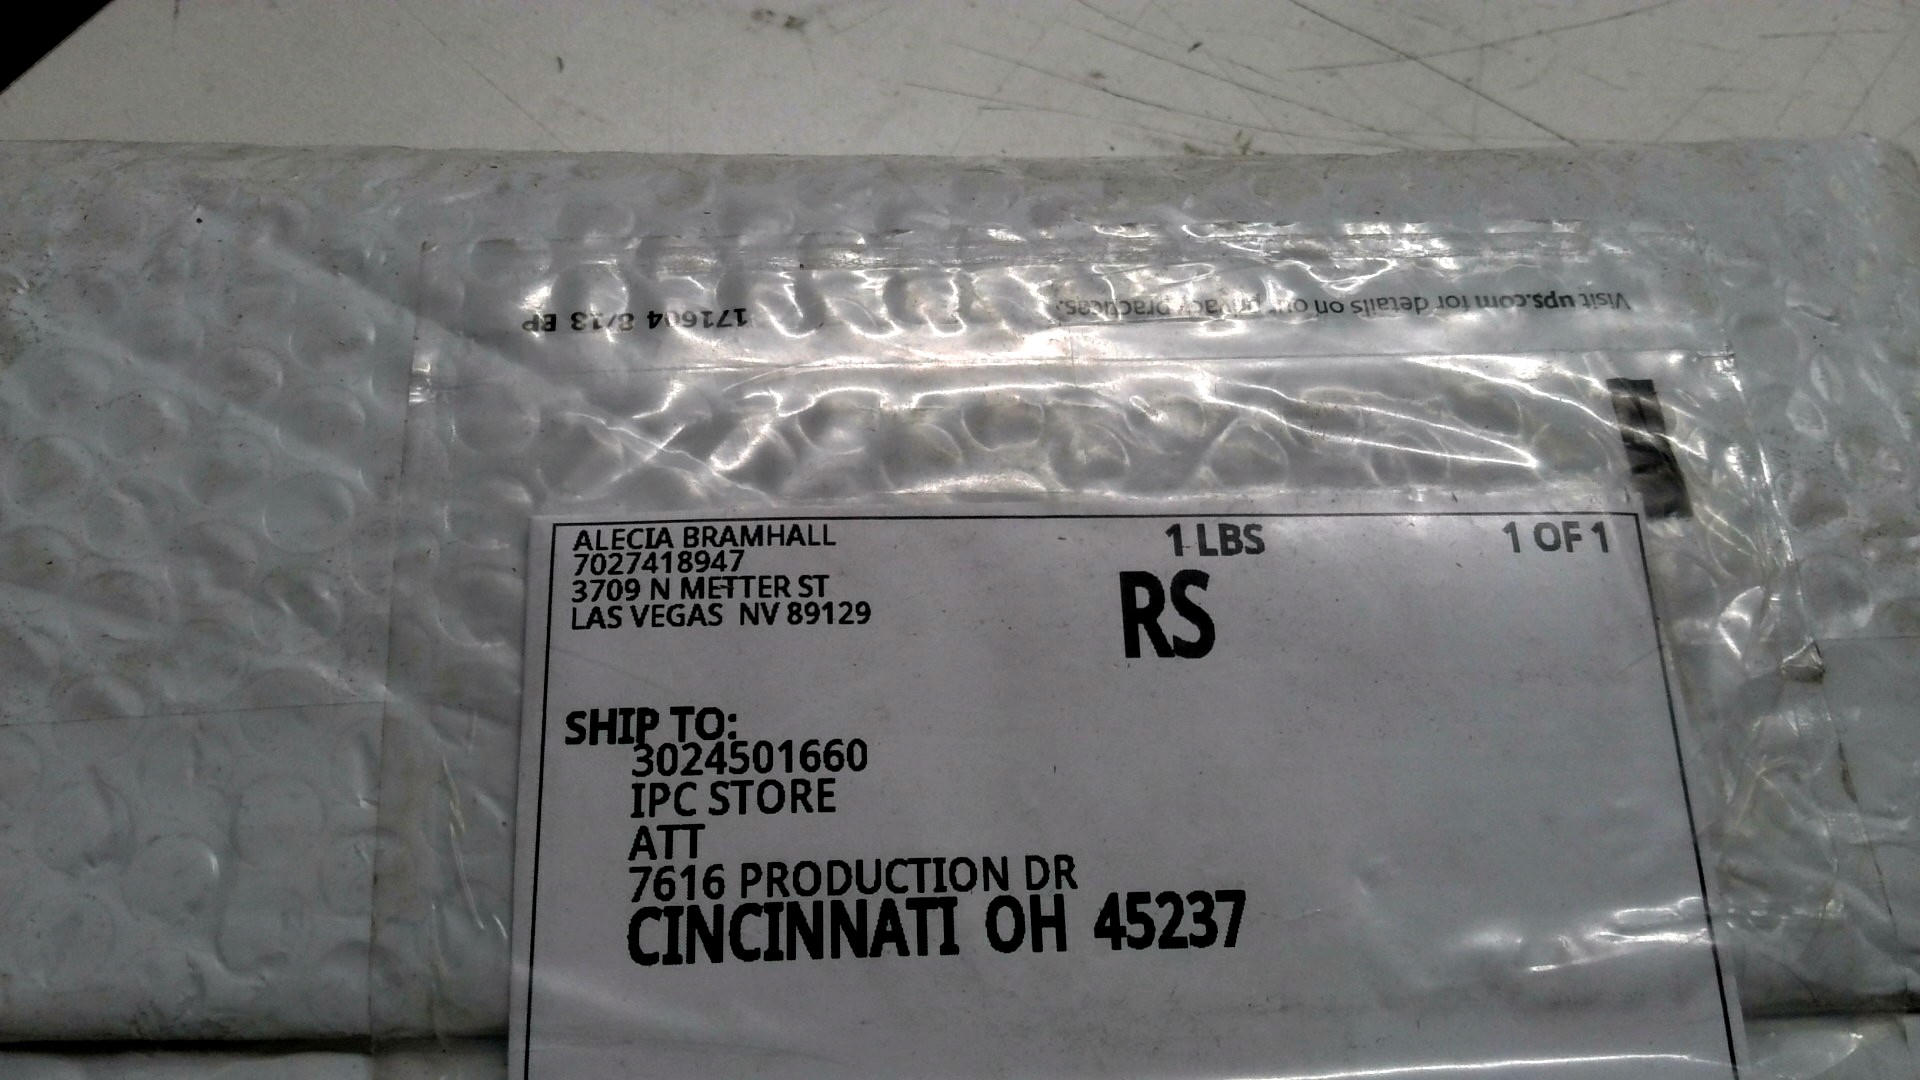 Visit ups.com for details on our privacy practices.
171604 8/13 BP
ALECIA BRAMHALL
7027418947
3709 N METTER ST
LAS VEGAS NV 89129
1 LBS
1 OF 1
RS
SHIP TO:
3024501660
IPC STORE
ATT
7616 PRODUCTION DR
CINCINNATI OH 45237